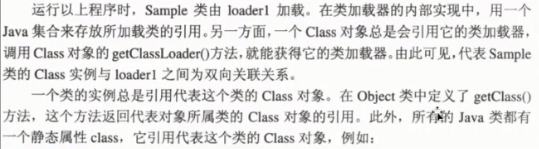 运行以上程序时，Sample 类由 loader1 加载。在类加载器的内部实现中，用一个
Java 集合来存放所加载类的引用。另一方面，一个 Class 对象总是会引用它的类加载器，
调用 Class 对象的 getClassLoader()方法，就能获得它的类加载器。由此可见，代表 Sample
类的 Class 实例与 loader1 之间为双向关联关系。
一个类的实例总是引用代表这个类的 Class 对象。在 Object 类中定义了 getClass()
方法，这个方法返回代表对象所属类的 Class 对象的引用。此外，所有的 Java 类都有
一个静态属性 class，它引用代表这个类的 Class 对象，例如：